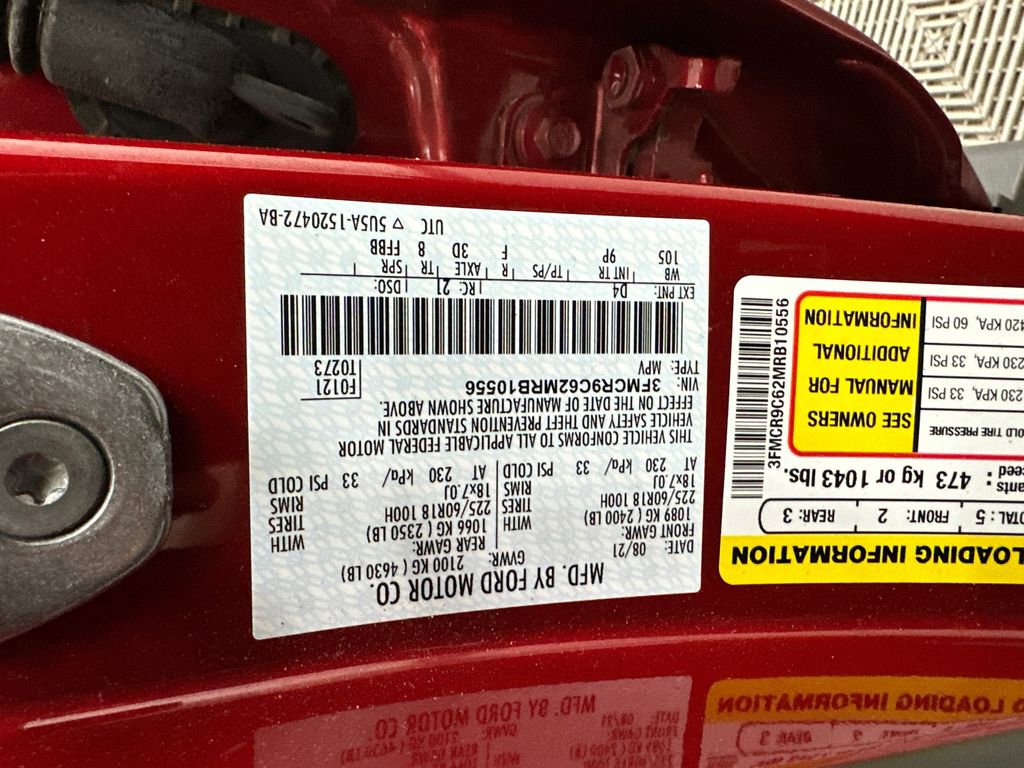 MFD. BY FORD MOTOR CO.
DATE: 08/21
GVWR: 2100 KG ( 4630 LB)
FRONT GAWR:
1089 KG ( 2400 LB)
REAR GAWR:
1066 KG ( 2350 LB)
WITH
225/60R18 100H
TIRES
18x7.0J
RIMS
AT 230 kPa/ 33 PSI COLD
WITH
225/60R18 100H
TIRES
18x7.0J
RIMS
AT 230 kPa/ 33 PSI COLD
THIS VEHICLE CONFORMS TO ALL APPLICABLE FEDERAL MOTOR
VEHICLE SAFETY AND THEFT PREVENTION STANDARDS IN
EFFECT ON THE DATE OF MANUFACTURE SHOWN ABOVE.
VIN: 3FMCR9C62MRB10556
TYPE: MPV
F0121
T0273
EXT PNT: D4 RC: 21 DSO:
WB INT TR TP/PS R AXLE TR SPR
105 9P F 3D 8 FFBB
UTC ▽ 5U5A-1520472-BA
LOADING INFORMATION
TOTAL : 5 FRONT: 2 REAR: 3
473 kg or 1043 lbs.
COLD TIRE PRESSURE
230 KPA, 33 PSI
230 KPA, 33 PSI
420 KPA, 60 PSI
SEE OWNERS
MANUAL FOR
ADDITIONAL
INFORMATION
3FMCR9C62MRB10556